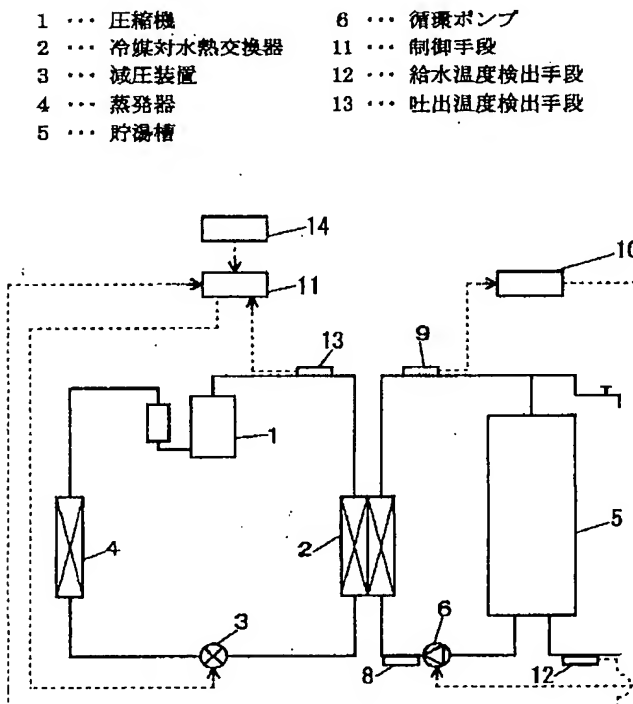 1 ・・・ 圧縮機
2 ・・・ 冷媒対水熱交換器
3 ・・・ 減圧装置
4 ・・・ 蒸発器
5 ・・・ 貯湯槽
6 ・・・ 循環ポンプ
11 ・・・ 制御手段
12 ・・・ 給水温度検出手段
13 ・・・ 吐出温度検出手段
14
10
11
13
9
1
4
2
5
3
6
8
12